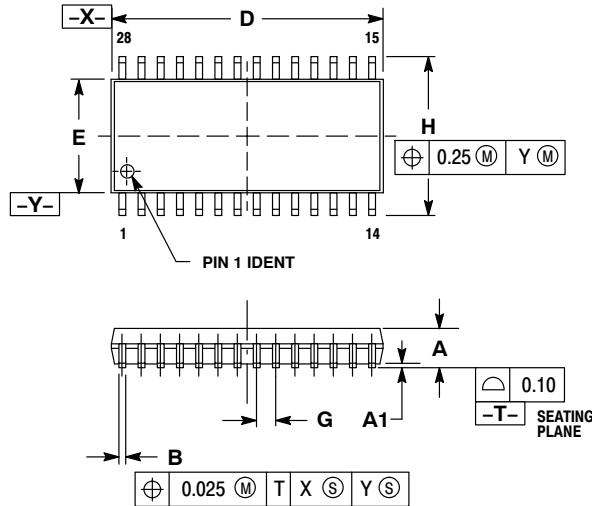 –X–
D
28
15
E
H
⌖ 0.25 Ⓜ Y Ⓜ
–Y–
1
14
PIN 1 IDENT
A
G
A1
⌓ 0.10
–T–
SEATING
PLANE
B
⌖ 0.025 Ⓜ T X Ⓢ Y Ⓢ